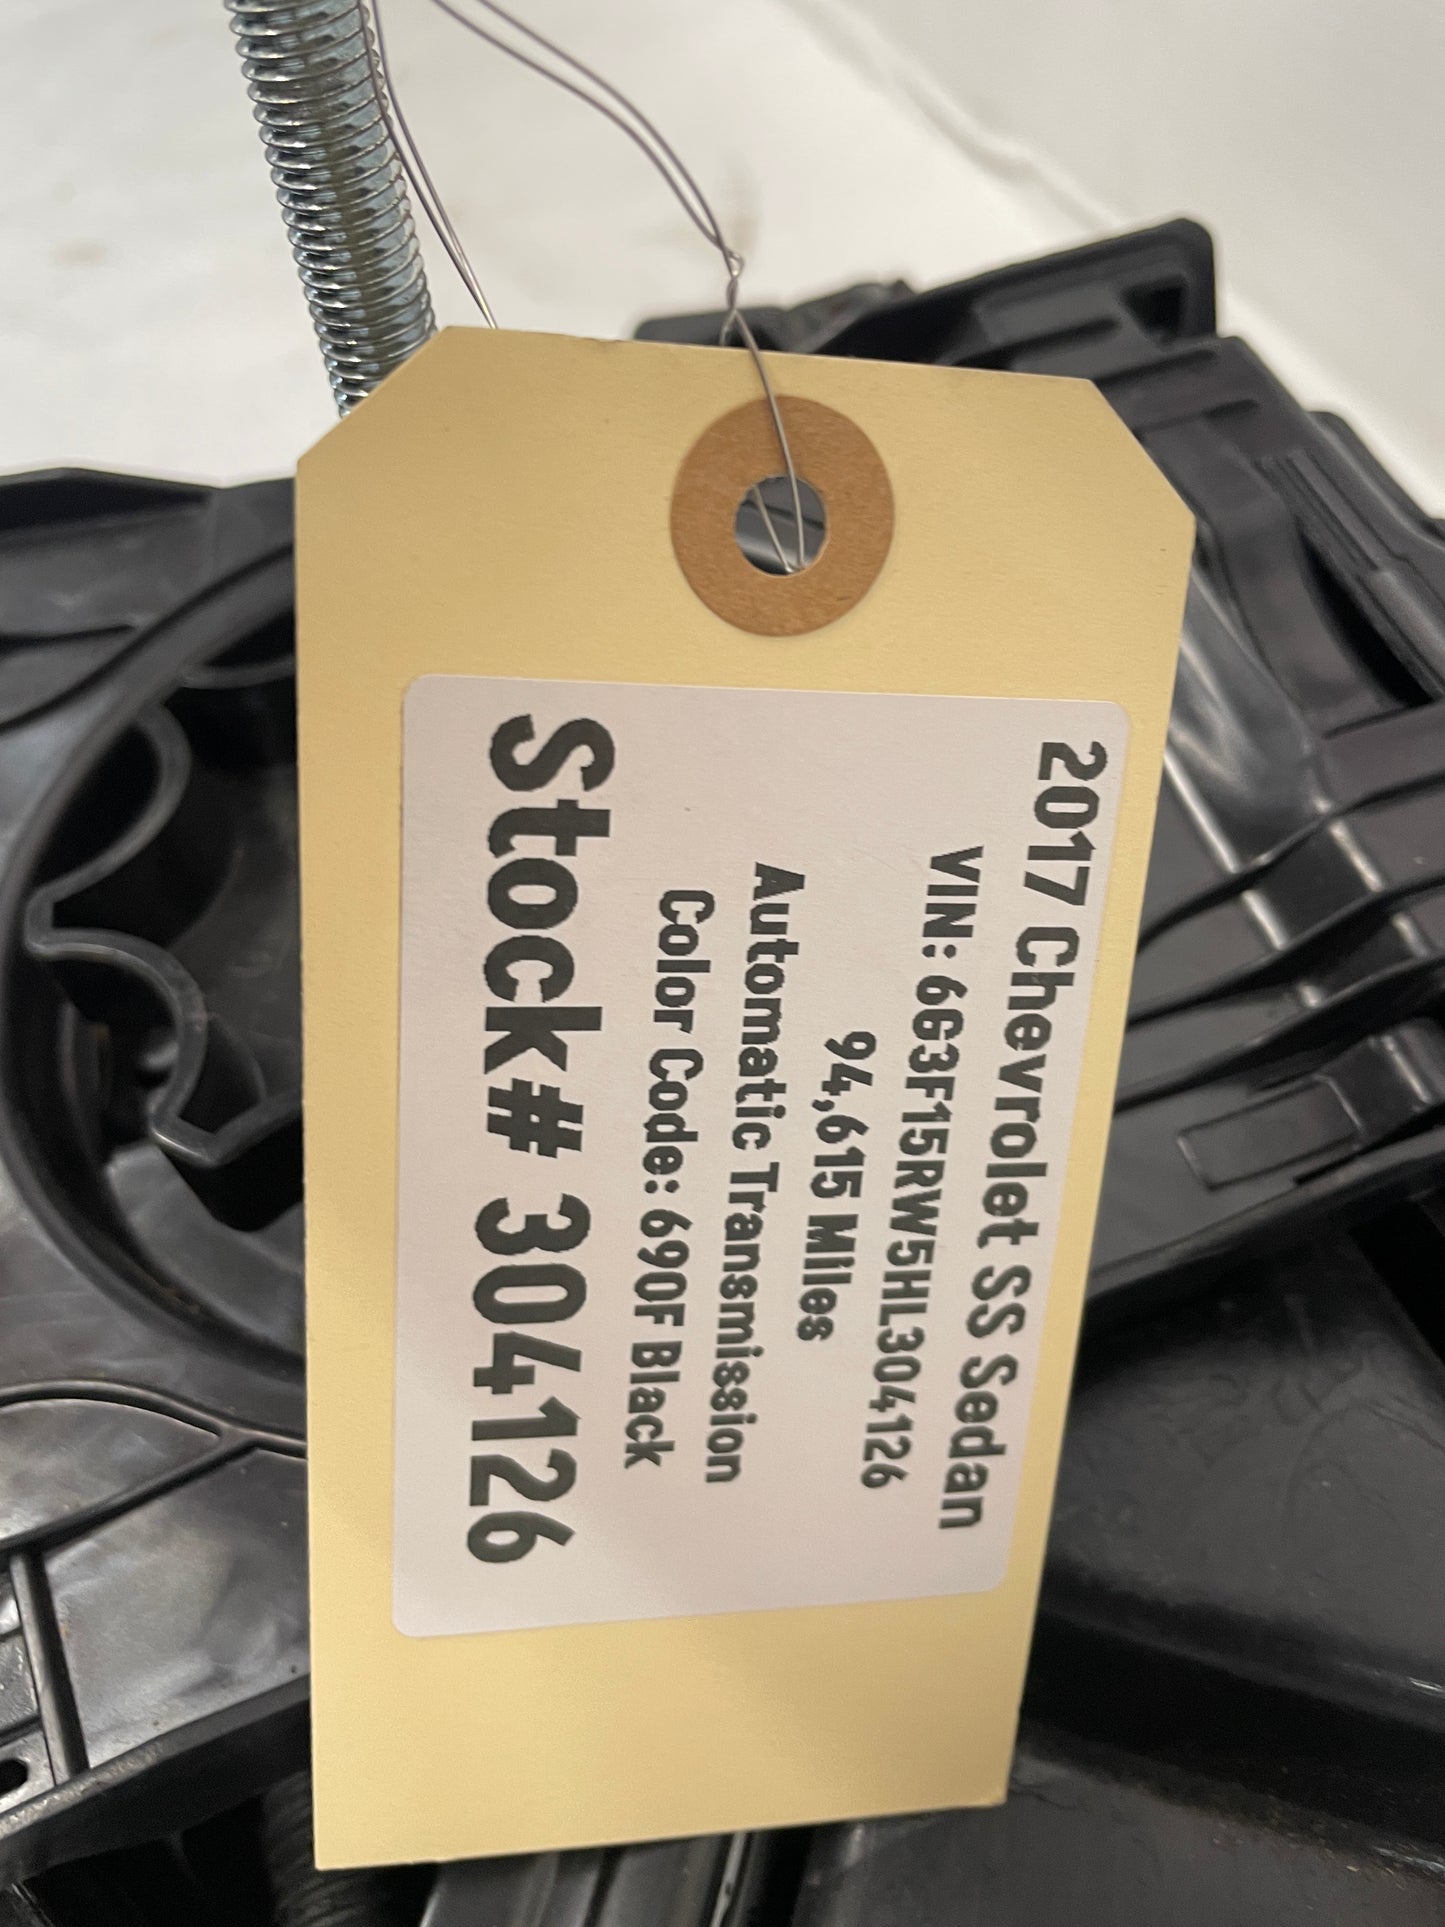 2017 Chevrolet SS Sedan
VIN: 6G3F15RW5HL304126
94,615 Miles
Automatic Transmission
Color Code: 690F Black
Stock# 304126